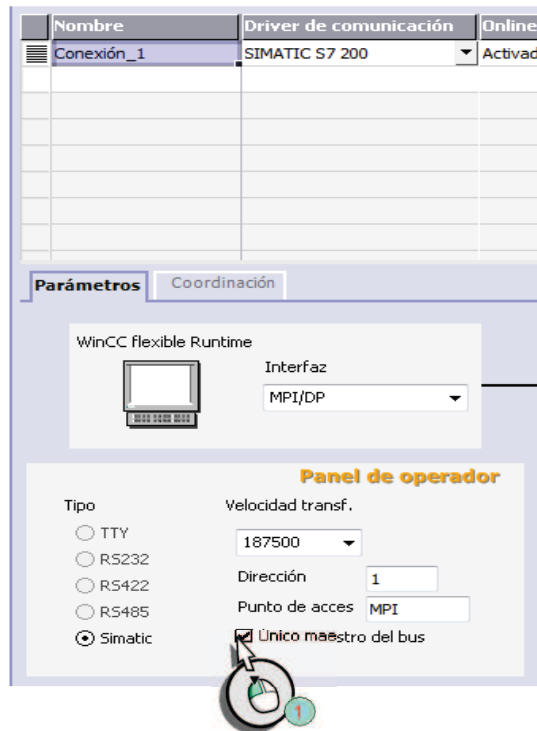 Nombre Driver de comunicación Online
Conexión_1 SIMATIC S7 200 Activad
Parámetros Coordinación
WinCC flexible Runtime
Interfaz
MPI/DP
Panel de operador
Tipo Velocidad transf.
TTY
187500
RS232
Dirección 1
RS422
Punto de acces MPI
RS485
Simatic Único maestro del bus
1